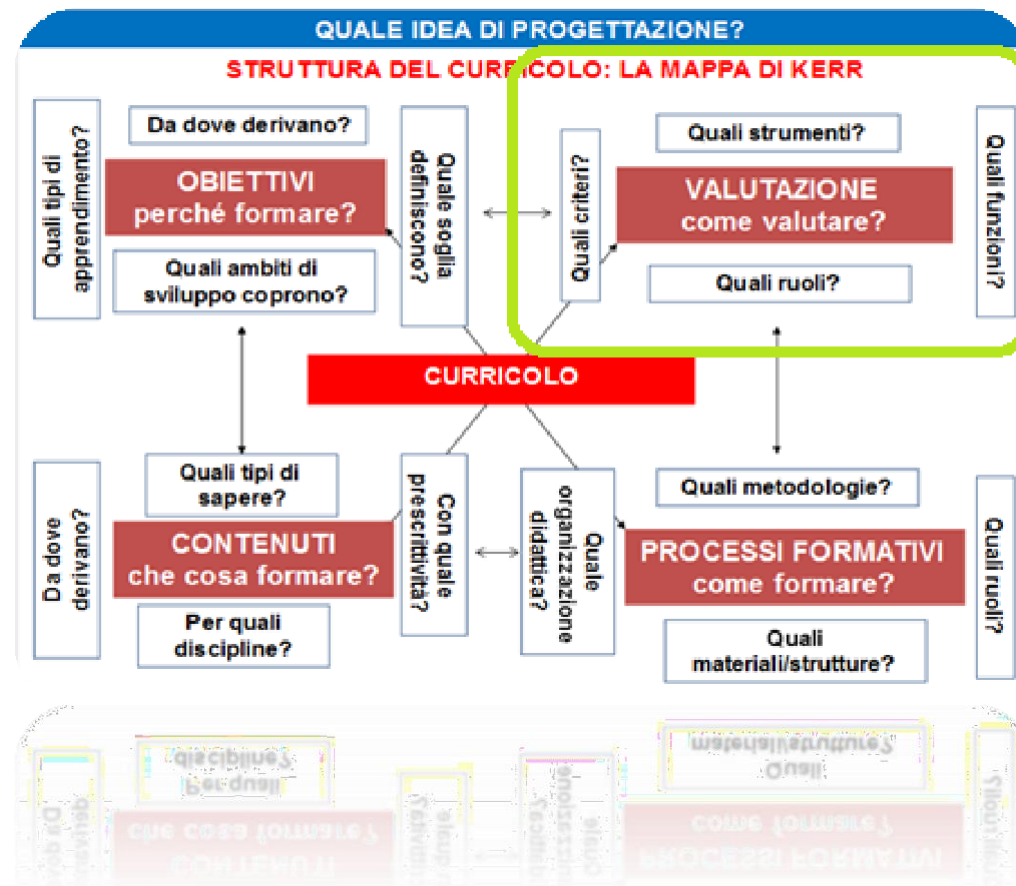 QUALE IDEA DI PROGETTAZIONE?
STRUTTURA DEL CURRICOLO: LA MAPPA DI KERR
Quali tipi di
apprendimento?
Da dove derivano?
OBIETTIVI
perché formare?
Quali ambiti di
sviluppo coprono?
Quale soglia
definiscono?
Quali criteri?
Quali strumenti?
VALUTAZIONE
come valutare?
Quali ruoli?
Quali funzioni?
CURRICOLO
Da dove
derivano?
Quali tipi di
sapere?
CONTENUTI
che cosa formare?
Per quali
discipline?
Con quale
prescrittività?
Quale
organizzazione
didattica?
Quali metodologie?
PROCESSI FORMATIVI
come formare?
Quali
materiali/strutture?
Quali ruoli?